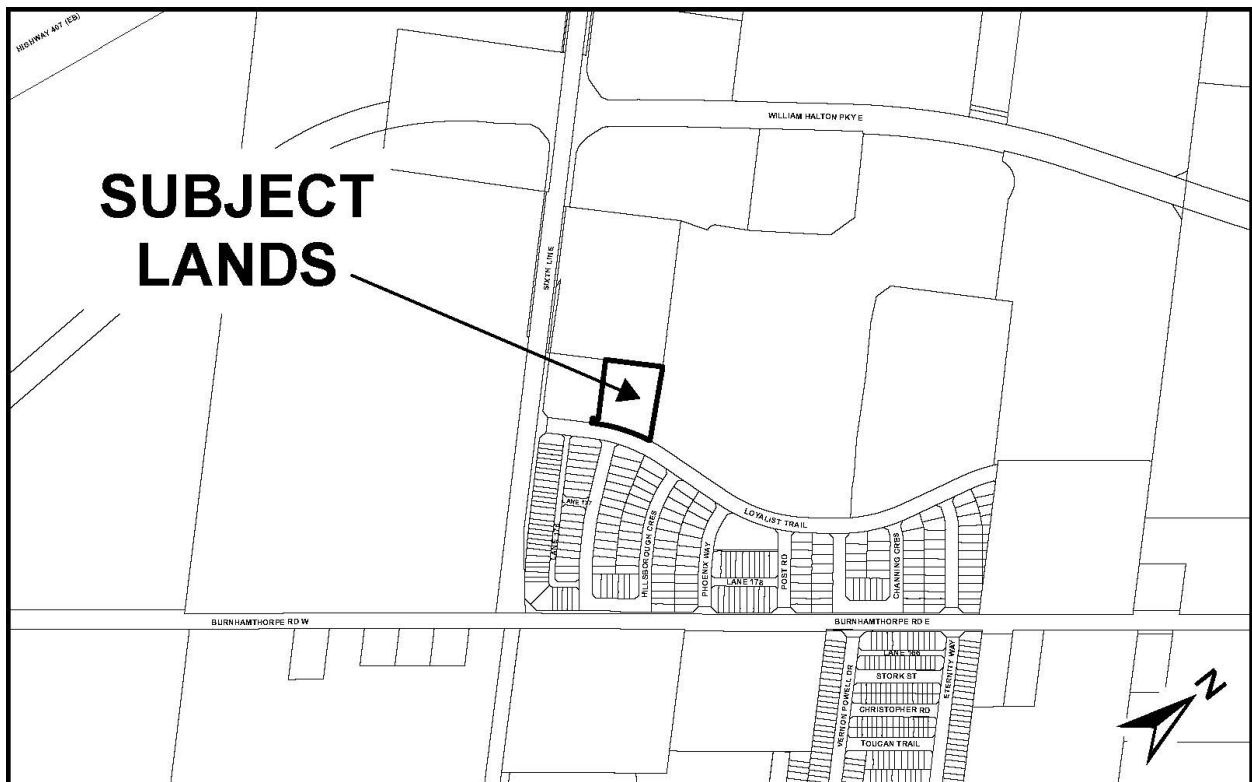 HIGHWAY 407 (EB)
WILLIAM HALTON PKY E
SUBJECT
LANDS
SIXTH LINE
LOYALIST TRAIL
LANE 177
LANE 176
HILLSBOROUGH CRES
PHOENIX WAY
LANE 178
POST RD
CHANNING CRES
BURNHAMTHORPE RD W
BURNHAMTHORPE RD E
LANE 166
STORK ST
CHRISTOPHER RD
TOUCAN TRAIL
VERNON POWELL DR
ETERNITY WAY
N